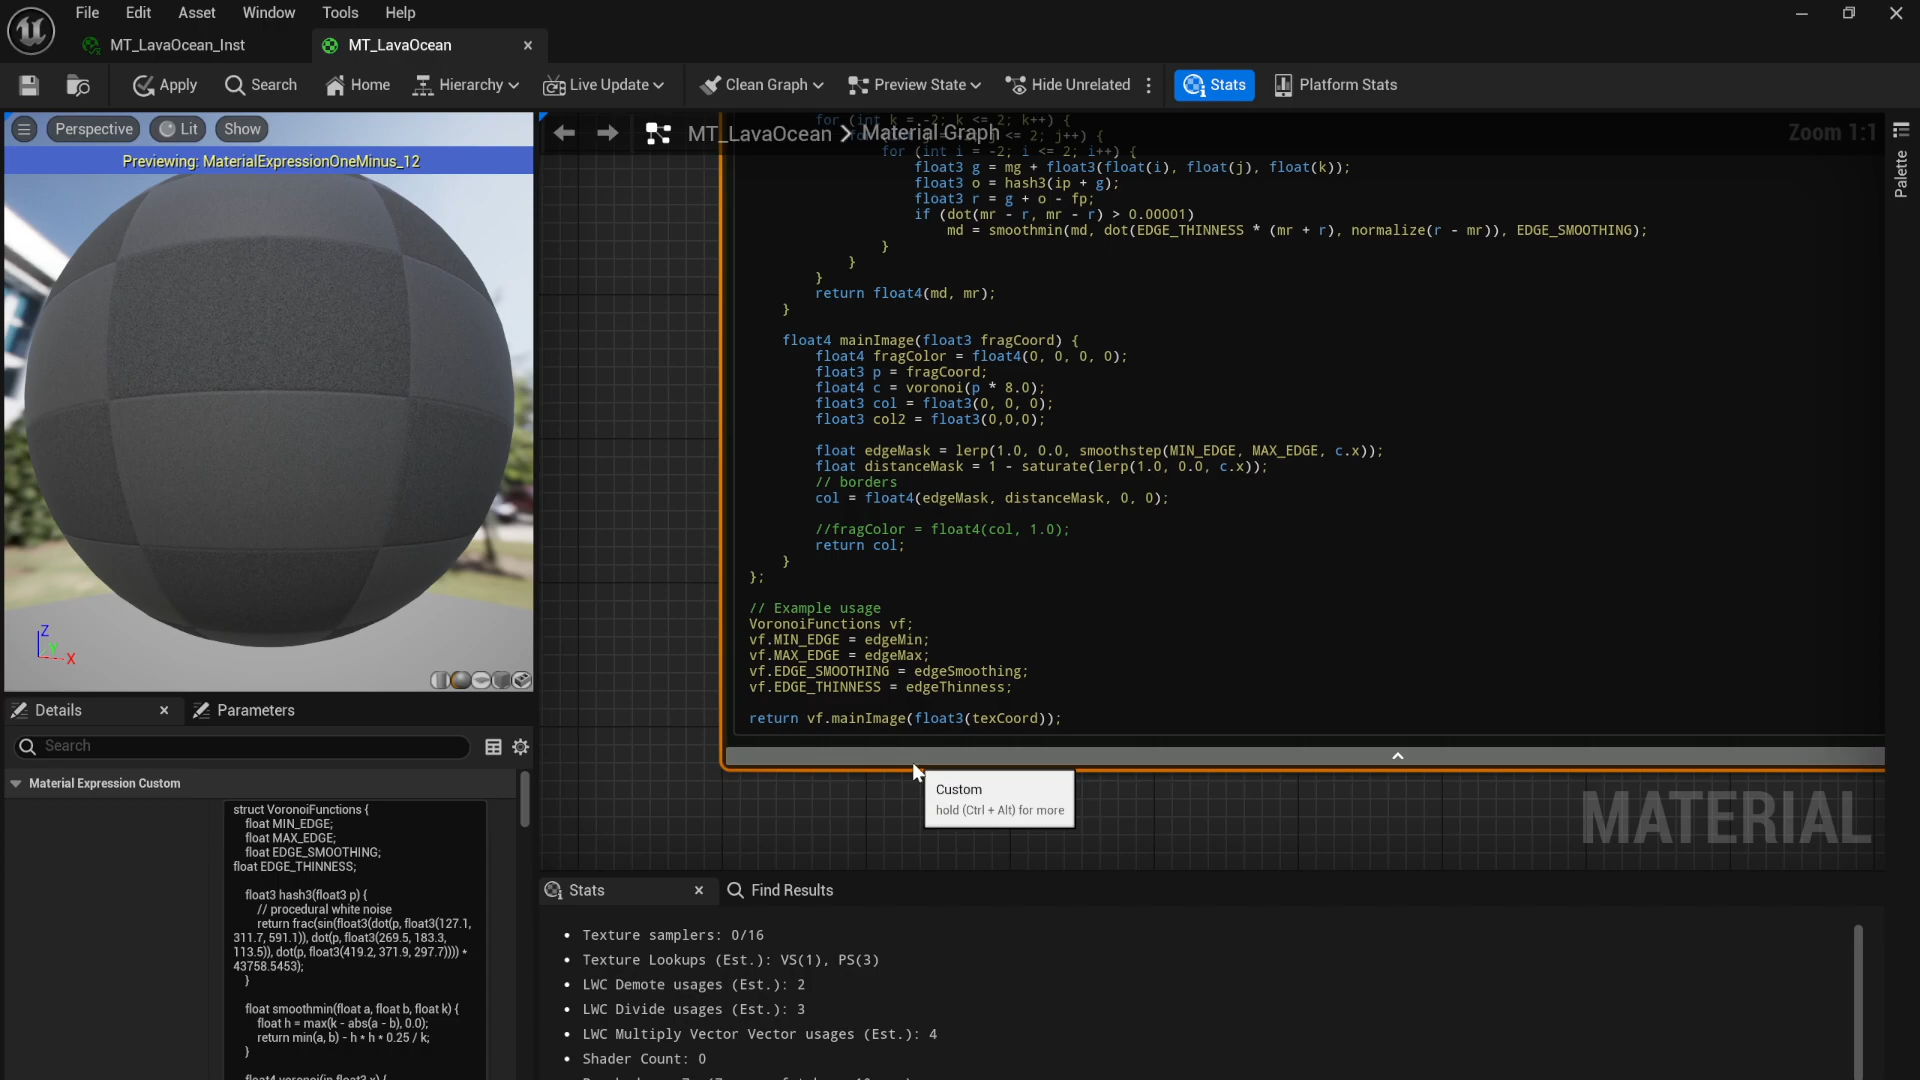 File Edit Asset Window Tools Help
MT_LavaOcean_Inst
MT_LavaOcean
Apply
Search
Home
Hierarchy
Live Update
Clean Graph
Preview State
Hide Unrelated
Stats
Platform Stats
Perspective
Lit
Show
Previewing: MaterialExpressionOneMinus_12
Z
Y
X
MT_LavaOcean
Material Graph
Zoom 1:1
Palette
for (int k = -2; k <= 2; k++) {
<= 2; j++) {
for (int i = -2; i <= 2; i++) {
float3 g = mg + float3(float(i), float(j), float(k));
float3 o = hash3(ip + g);
float3 r = g + o - fp;
if (dot(mr - r, mr - r) > 0.00001)
md = smoothmin(md, dot(EDGE_THINNESS * (mr + r), normalize(r - mr)), EDGE_SMOOTHING);
}
}
}
return float4(md, mr);
}
float4 mainImage(float3 fragCoord) {
float4 fragColor = float4(0, 0, 0, 0);
float3 p = fragCoord;
float4 c = voronoi(p * 8.0);
float3 col = float3(0, 0, 0);
float3 col2 = float3(0,0,0);
float edgeMask = lerp(1.0, 0.0, smoothstep(MIN_EDGE, MAX_EDGE, c.x));
float distanceMask = 1 - saturate(lerp(1.0, 0.0, c.x));
// borders
col = float4(edgeMask, distanceMask, 0, 0);
//fragColor = float4(col, 1.0);
return col;
}
};
// Example usage
VoronoiFunctions vf;
vf.MIN_EDGE = edgeMin;
vf.MAX_EDGE = edgeMax;
vf.EDGE_SMOOTHING = edgeSmoothing;
vf.EDGE_THINNESS = edgeThinness;
return vf.mainImage(float3(texCoord));
Custom
hold (Ctrl + Alt) for more
MATERIAL
Details
Parameters
Search
Material Expression Custom
struct VoronoiFunctions {
float MIN_EDGE;
float MAX_EDGE;
float EDGE_SMOOTHING;
float EDGE_THINNESS;
float3 hash3(float3 p) {
// procedural white noise
return frac(sin(float3(dot(p, float3(127.1,
311.7, 591.1)), dot(p, float3(269.5, 183.3,
113.5)), dot(p, float3(419.2, 371.9, 297.7)))) *
43758.5453);
}
float smoothmin(float a, float b, float k) {
float h = max(k - abs(a - b), 0.0);
return min(a, b) - h * h * 0.25 / k;
}
Stats
Find Results
• Texture samplers: 0/16
• Texture Lookups (Est.): VS(1), PS(3)
• LWC Demote usages (Est.): 2
• LWC Divide usages (Est.): 3
• LWC Multiply Vector Vector usages (Est.): 4
• Shader Count: 0